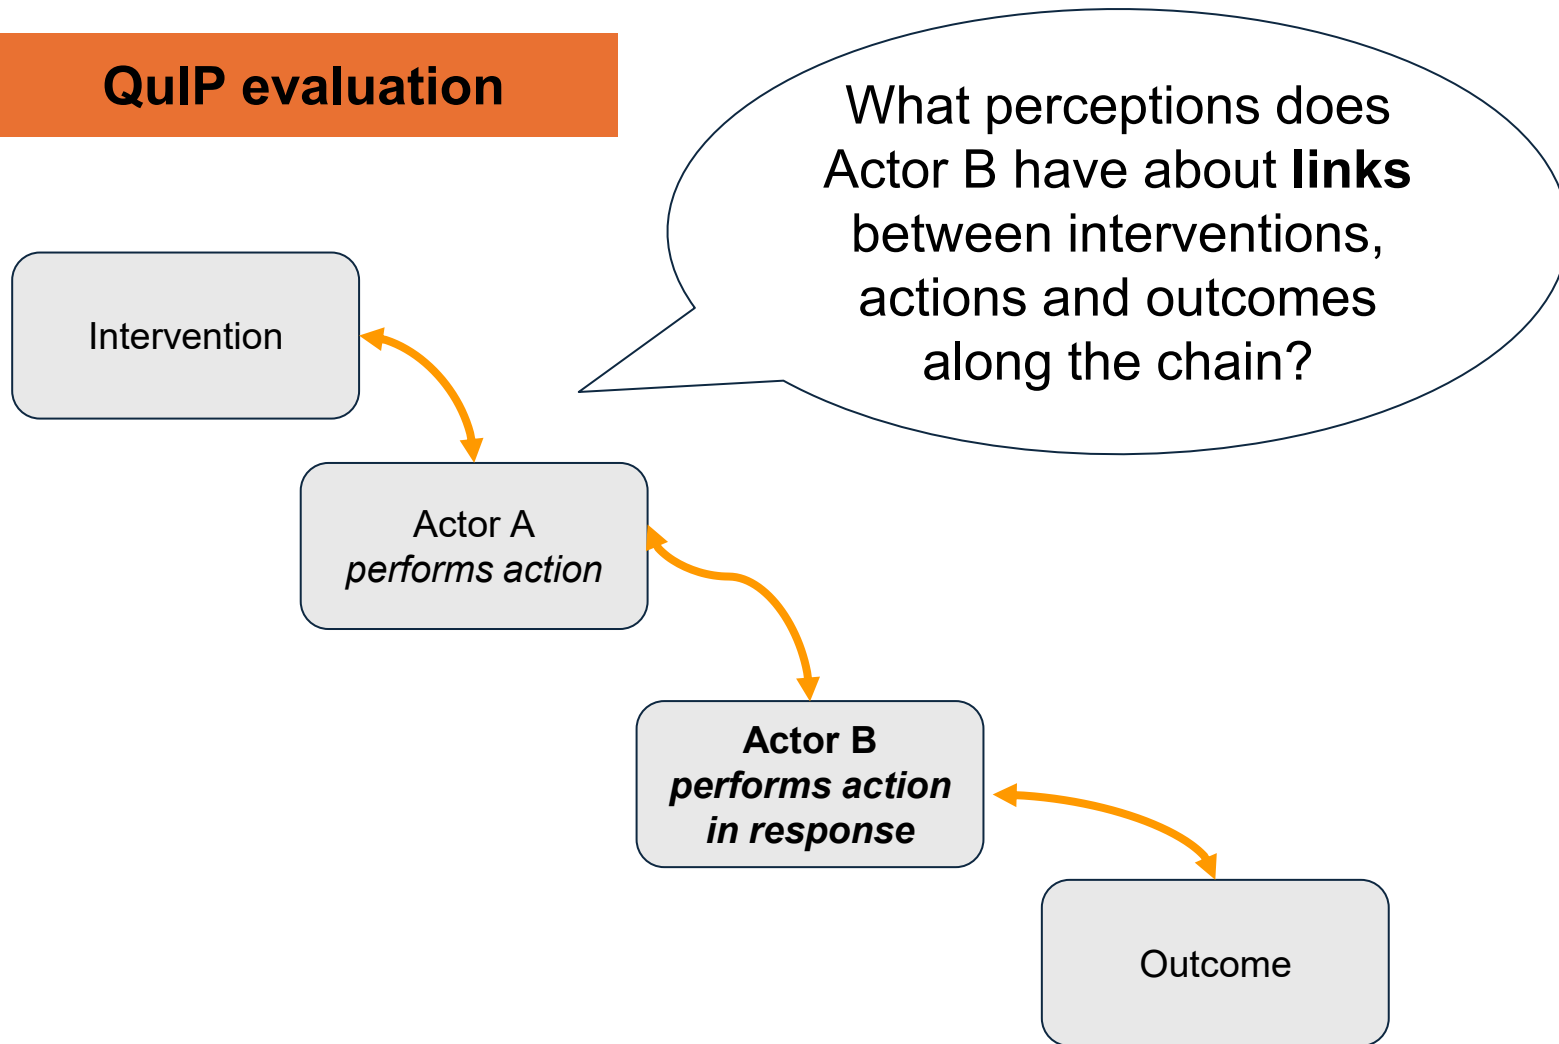 QuIP evaluation
What perceptions does
Actor B have about links
between interventions,
actions and outcomes
along the chain?
Intervention
Actor A
performs action
Actor B
performs action
in response
Outcome